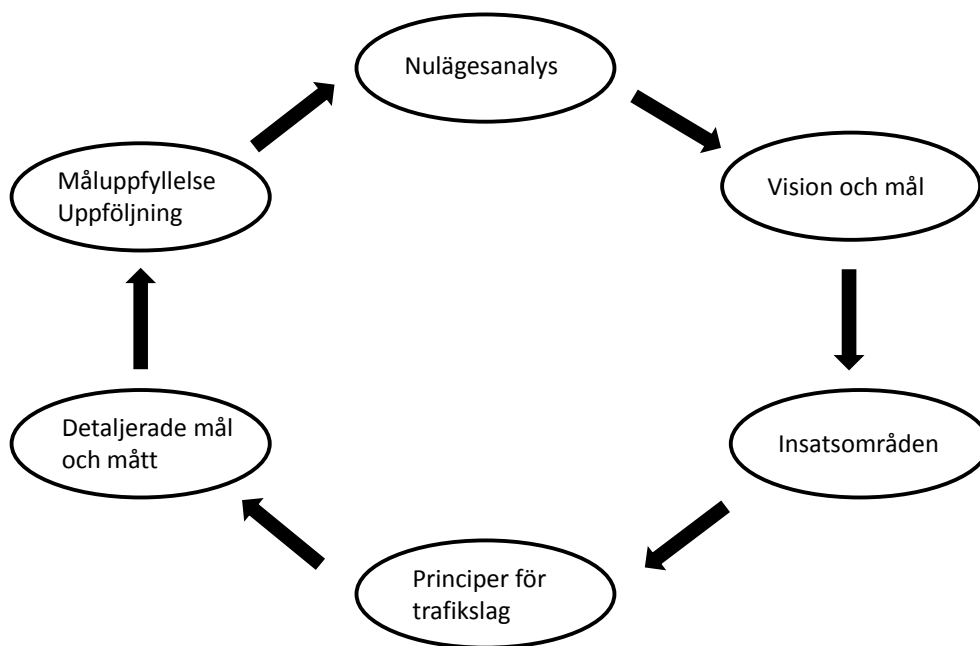 Nulägesanalys
Vision och mål
Insatsområden
Principer för
trafikslag
Detaljerade mål
och mått
Måluppfyllelse
Uppföljning